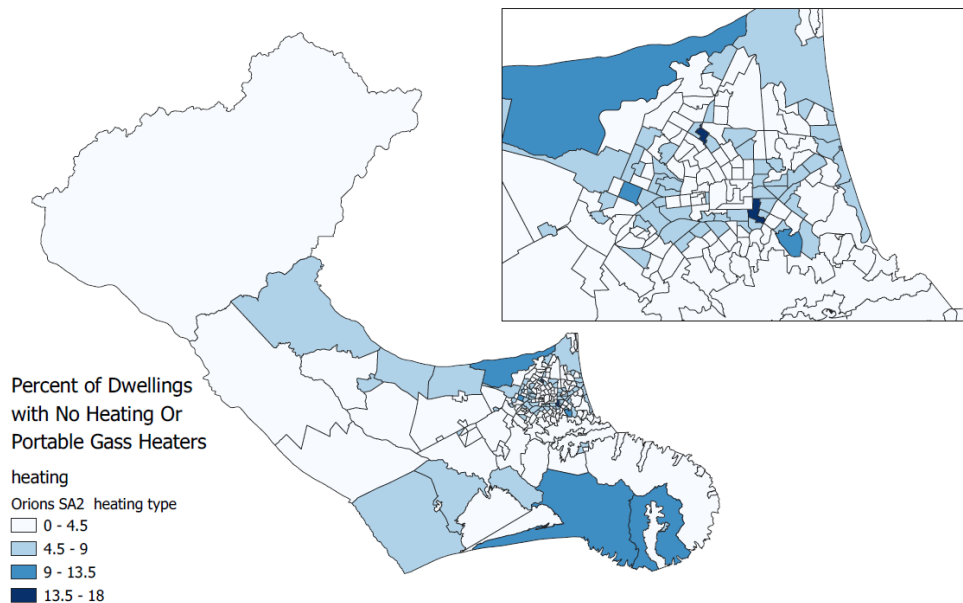 Percent of Dwellings
with No Heating Or
Portable Gass Heaters
heating
Orions SA2 heating type
0 - 4.5
4.5 - 9
9 - 13.5
13.5 - 18